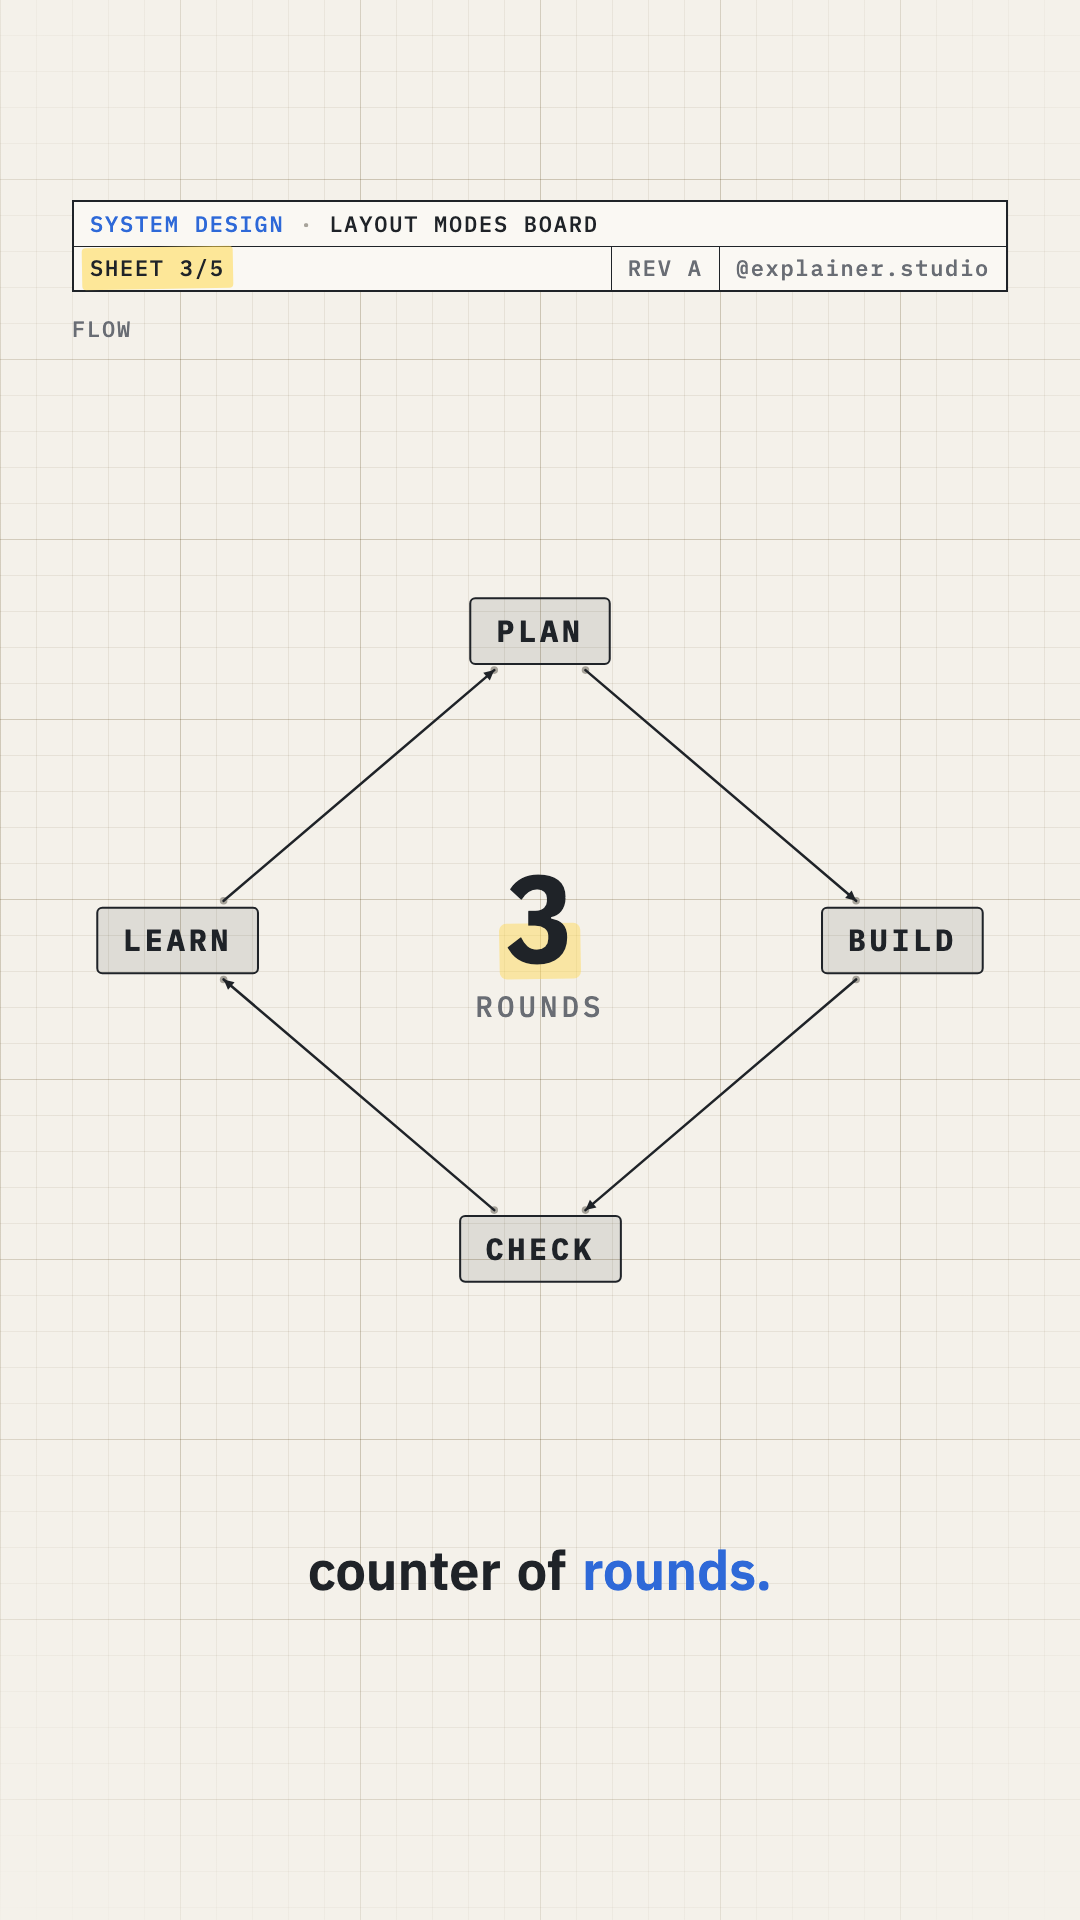 SYSTEM DESIGN · LAYOUT MODES BOARD
SHEET 3/5 REV A @explainer.studio
FLOW
PLAN
LEARN
3
BUILD
ROUNDS
CHECK
counter of rounds.